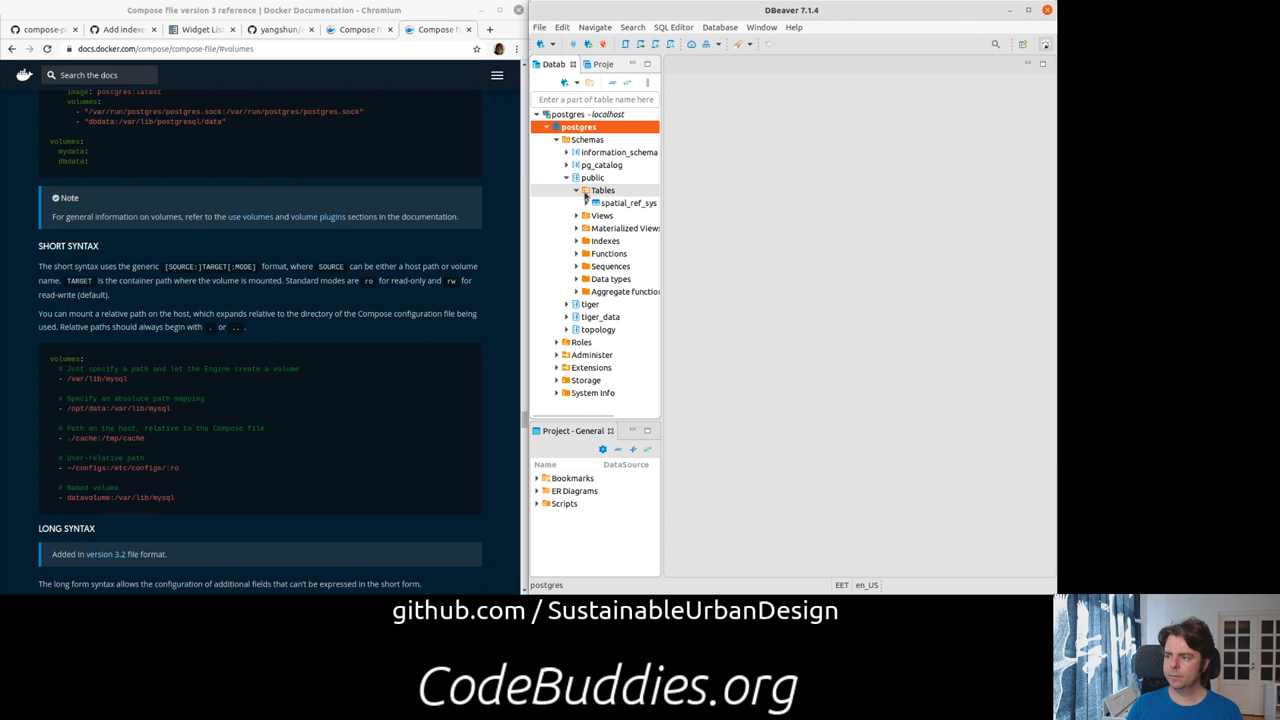 Compose file version 3 reference | Docker Documentation - Chromium
compose-p
Add index
Widget List
yangshun/
Compose f
Compose f
docs.docker.com/compose/compose-file/#volumes
Search the docs
image: postgres:latest
volumes:
- "/var/run/postgres/postgres.sock:/var/run/postgres/postgres.sock"
- "dbdata:/var/lib/postgresql/data"
volumes:
mydata:
dbdata:
Note
For general information on volumes, refer to the use volumes and volume plugins sections in the documentation.
SHORT SYNTAX
The short syntax uses the generic [SOURCE:]TARGET[:MODE] format, where SOURCE can be either a host path or volume
name. TARGET is the container path where the volume is mounted. Standard modes are ro for read-only and rw for
read-write (default).
You can mount a relative path on the host, which expands relative to the directory of the Compose configuration file being
used. Relative paths should always begin with . or ...
volumes:
# Just specify a path and let the Engine create a volume
- /var/lib/mysql
# Specify an absolute path mapping
- /opt/data:/var/lib/mysql
# Path on the host, relative to the Compose file
- ./cache:/tmp/cache
# User-relative path
- ~/configs:/etc/configs/:ro
# Named volume
- datavolume:/var/lib/mysql
LONG SYNTAX
Added in version 3.2 file format.
The long form syntax allows the configuration of additional fields that can't be expressed in the short form.
DBeaver 7.1.4
File Edit Navigate Search SQL Editor Database Window Help
Datab
Proje
Enter a part of table name here
postgres - localhost
postgres
Schemas
information_schema
pg_catalog
public
Tables
spatial_ref_sys
Views
Materialized Views
Indexes
Functions
Sequences
Data types
Aggregate functio
tiger
tiger_data
topology
Roles
Administer
Extensions
Storage
System Info
Project - General
Name DataSource
Bookmarks
ER Diagrams
Scripts
postgres
EET en_US
github.com / SustainableUrbanDesign
CodeBuddies.org